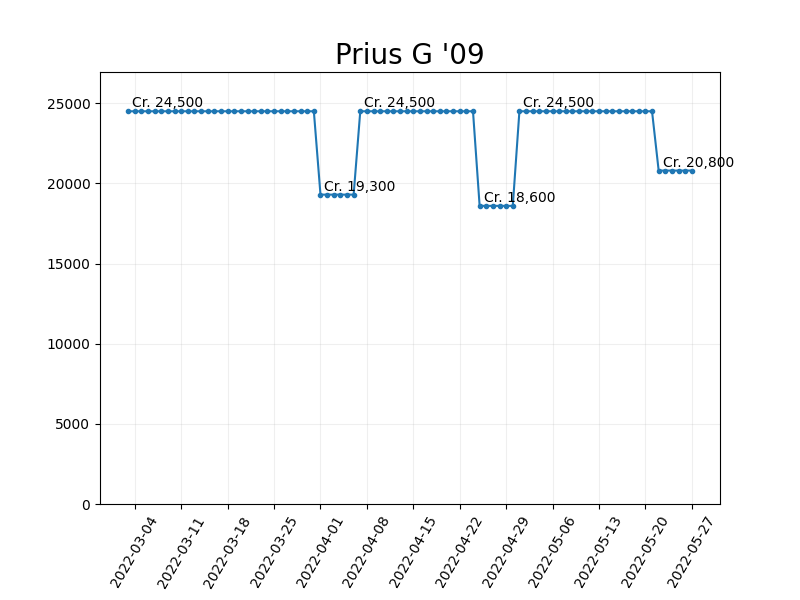 Prius G '09
25000
20000
15000
10000
5000
0
Cr. 24,500
Cr. 19,300
Cr. 24,500
Cr. 18,600
Cr. 24,500
Cr. 20,800
2022-03-04
2022-03-11
2022-03-18
2022-03-25
2022-04-01
2022-04-08
2022-04-15
2022-04-22
2022-04-29
2022-05-06
2022-05-13
2022-05-20
2022-05-27